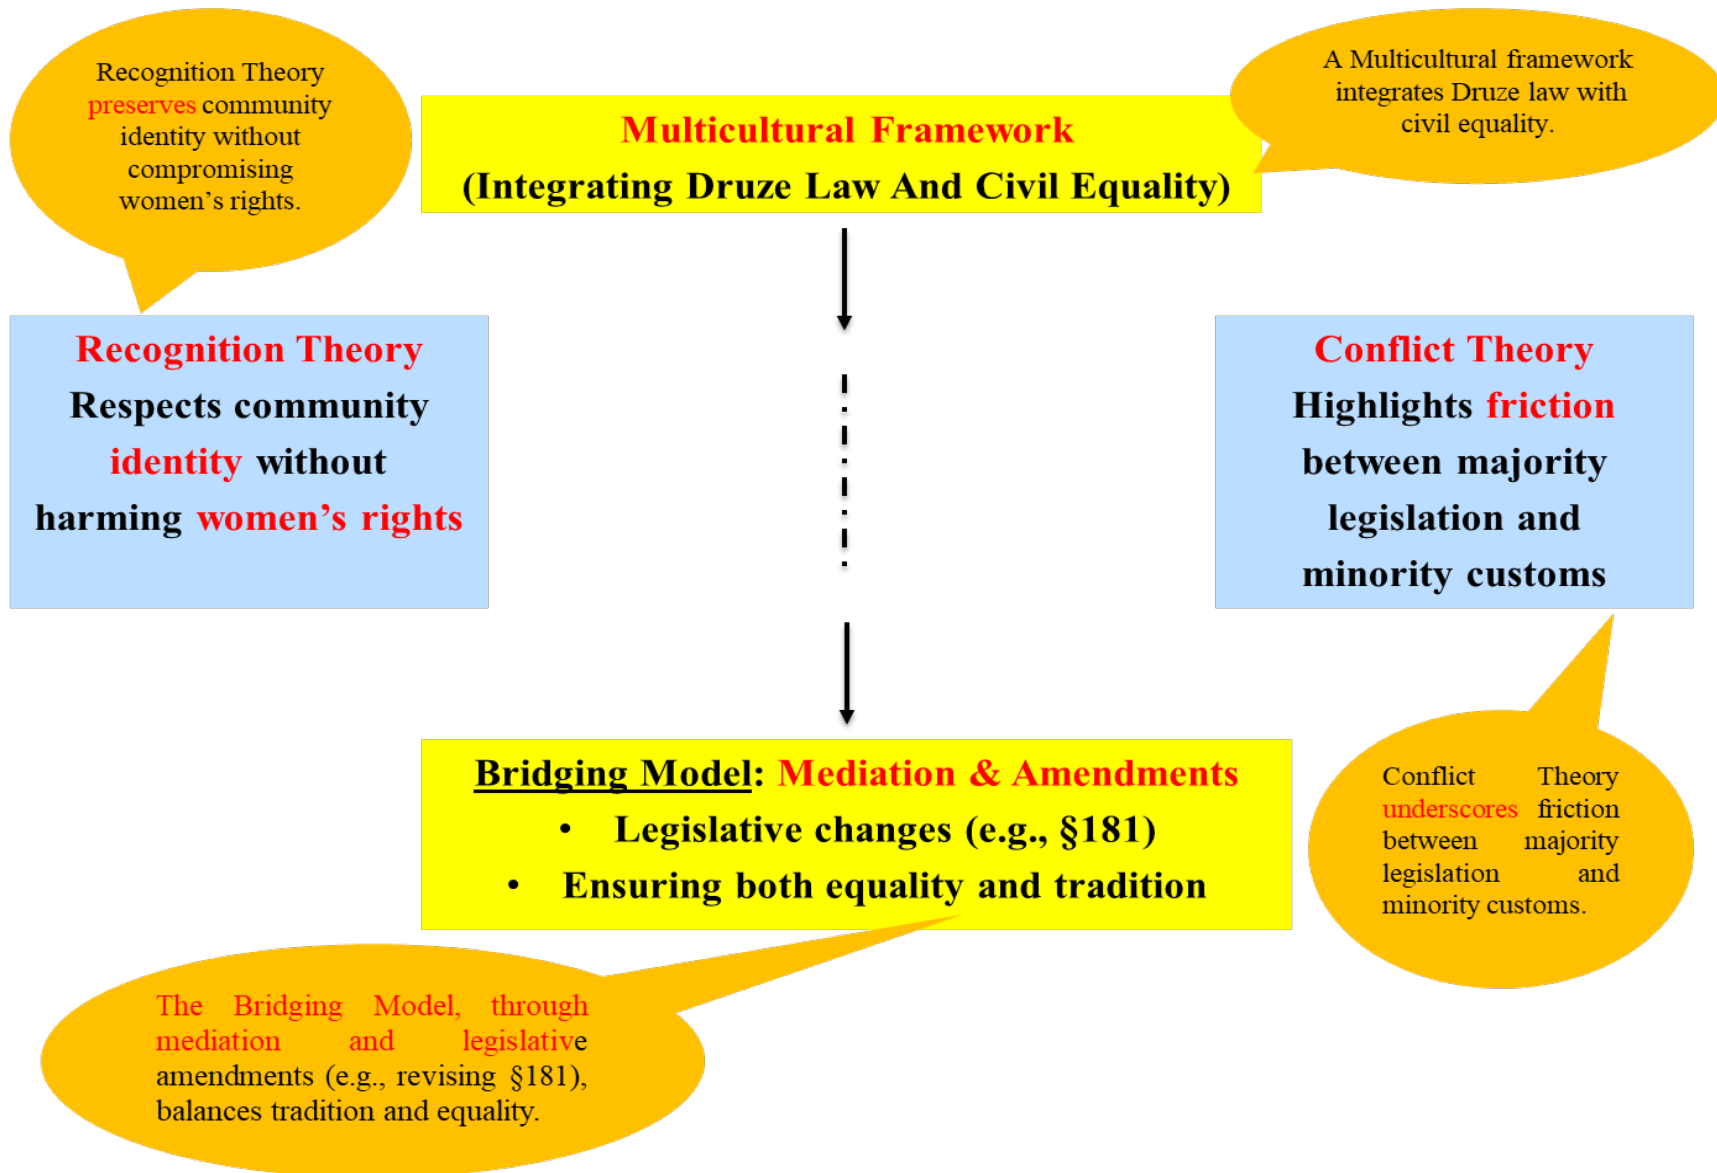 Recognition Theory
preserves community
identity without
compromising
women's rights.
A Multicultural framework
integrates Druze law with
civil equality.
Multicultural Framework
(Integrating Druze Law And Civil Equality)
Recognition Theory
Respects community
identity without
harming women's rights
Conflict Theory
Highlights friction
between majority
legislation and
minority customs
Bridging Model: Mediation & Amendments
• Legislative changes (e.g., §181)
• Ensuring both equality and tradition
Conflict Theory
underscores friction
between majority
legislation and
minority customs.
The Bridging Model, through
mediation and legislative
amendments (e.g., revising §181),
balances tradition and equality.